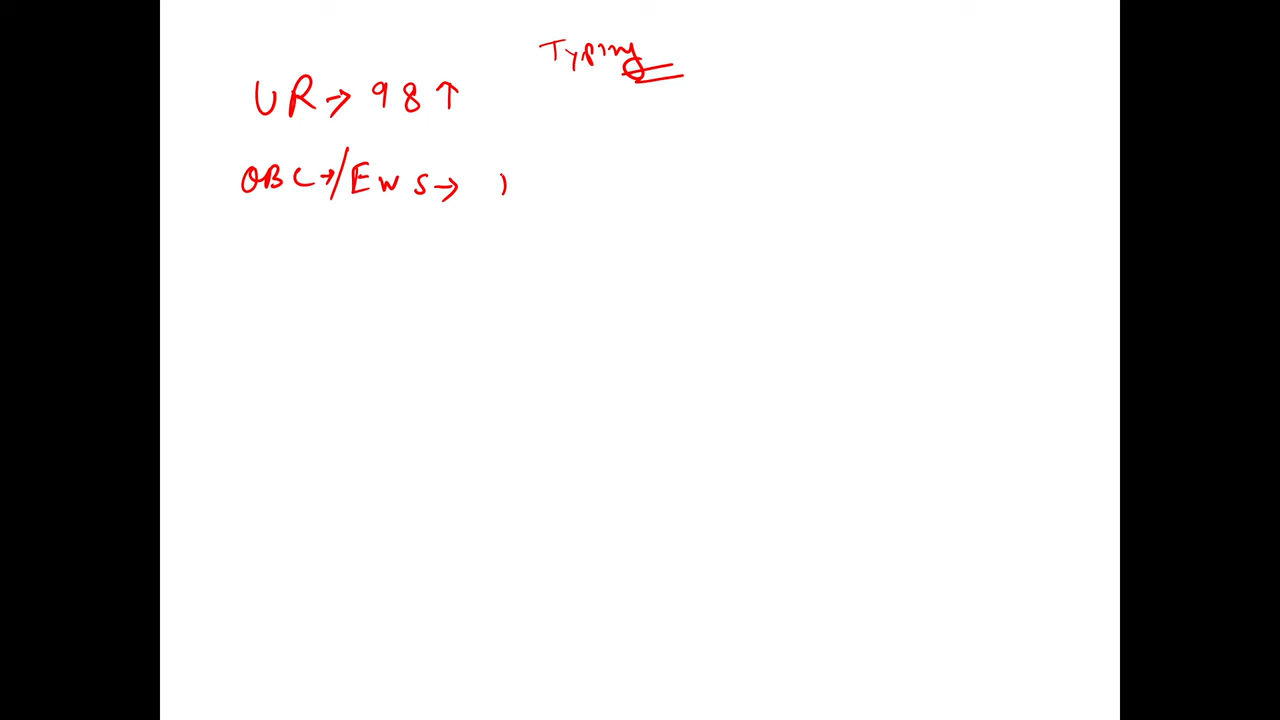 Typing
UR → 98 ↑
OBC → / EWS →